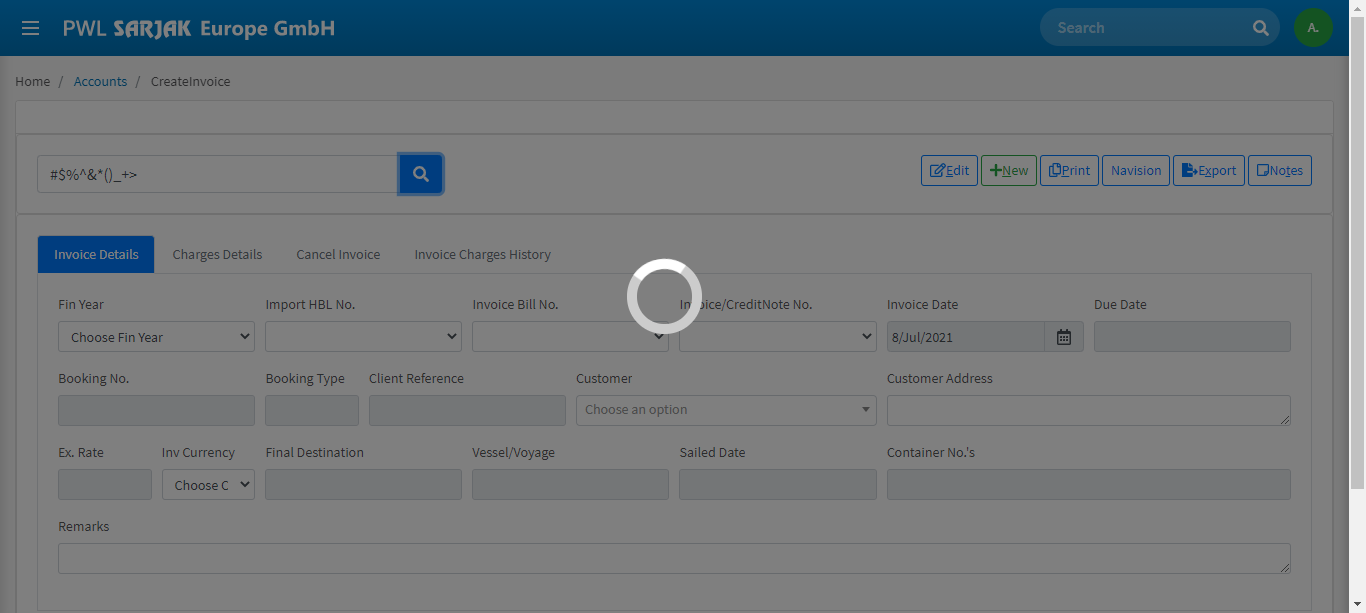 PWL SARJAK Europe GmbH
Search
A.
Home / Accounts / CreateInvoice
#$%^&*()_+>
Edit
New
Print
Navision
Export
Notes
Invoice Details
Charges Details
Cancel Invoice
Invoice Charges History
Fin Year
Import HBL No.
Invoice Bill No.
Invoice/CreditNote No.
Invoice Date
Due Date
Choose Fin Year
8/Jul/2021
Booking No.
Booking Type
Client Reference
Customer
Customer Address
Choose an option
Ex. Rate
Inv Currency
Final Destination
Vessel/Voyage
Sailed Date
Container No.'s
Choose C
Remarks